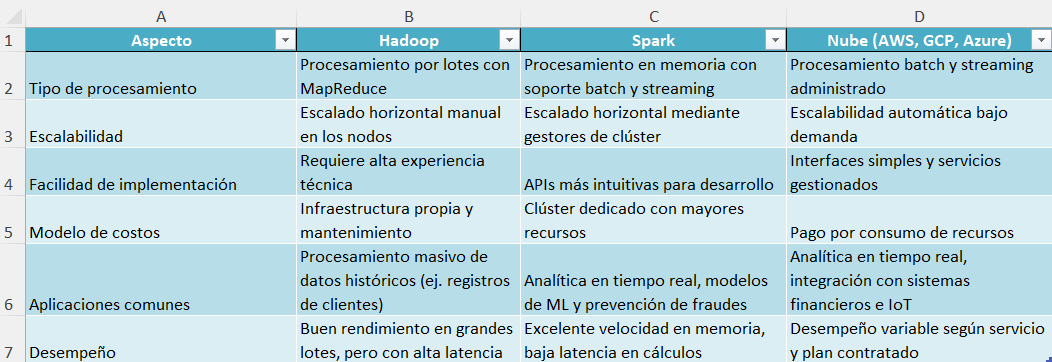 A B C D
1 Aspecto Hadoop Spark Nube (AWS, GCP, Azure)
Procesamiento por lotes con Procesamiento en memoria con Procesamiento batch y streaming
2 Tipo de procesamiento MapReduce soporte batch y streaming administrado
Escalado horizontal manual Escalado horizontal mediante Escalabilidad automática bajo
3 Escalabilidad en los nodos gestores de clúster demanda
Requiere alta experiencia Interfaces simples y servicios
4 Facilidad de implementación técnica APIs más intuitivas para desarrollo gestionados
Infraestructura propia y Clúster dedicado con mayores
5 Modelo de costos mantenimiento recursos Pago por consumo de recursos
Procesamiento masivo de Analítica en tiempo real,
datos históricos (ej. registros Analítica en tiempo real, modelos integración con sistemas
6 Aplicaciones comunes de clientes) de ML y prevención de fraudes financieros e IoT
Buen rendimiento en grandes Excelente velocidad en memoria, Desempeño variable según servicio
7 Desempeño lotes, pero con alta latencia baja latencia en cálculos y plan contratado